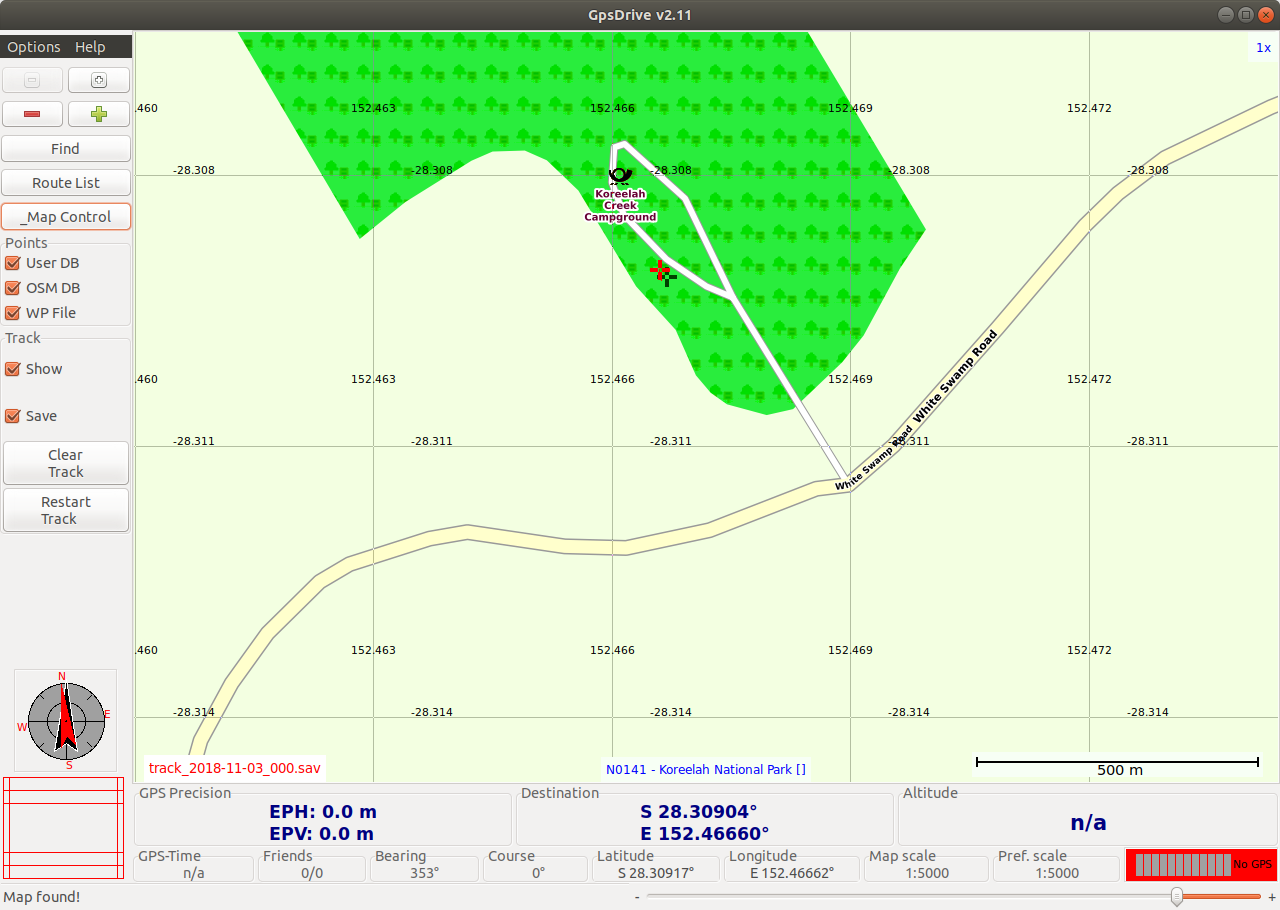 GpsDrive v2.11
Options Help
1x
Find
Route List
_Map Control
Points
User DB
OSM DB
WP File
Track
Show
Save
Clear
Track
Restart
Track
.460 152.463 152.466 152.469 152.472
-28.308 -28.308 -28.308 -28.308 -28.308
Koreelah
Creek
Campground
.460 152.463 152.466 152.469 152.472
White Swamp Road
-28.311 -28.311 -28.311 -28.311 -28.311
White Swamp Road
.460 152.463 152.466 152.469 152.472
-28.314 -28.314 -28.314 -28.314 -28.314
N
W E
S
track_2018-11-03_000.sav
N0141 - Koreelah National Park []
500 m
GPS Precision
EPH: 0.0 m
EPV: 0.0 m
Destination
S 28.30904°
E 152.46660°
Altitude
n/a
GPS-Time
n/a
Friends
0/0
Bearing
353°
Course
0°
Latitude
S 28.30917°
Longitude
E 152.46662°
Map scale
1:5000
Pref. scale
1:5000
No GPS
Map found!
- +